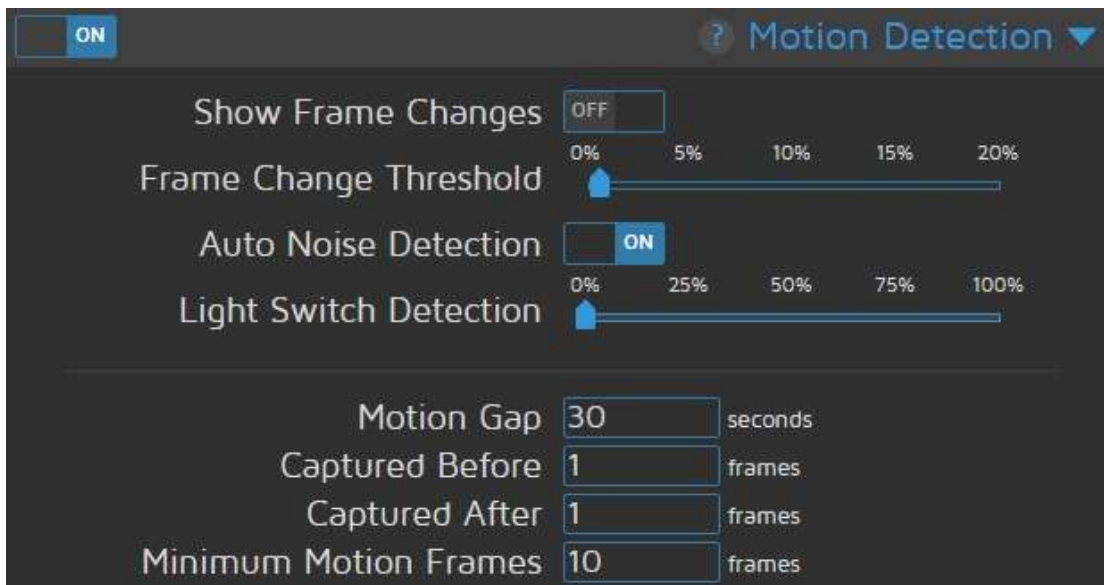 ON ? Motion Detection
Show Frame Changes OFF
0% 5% 10% 15% 20%
Frame Change Threshold
Auto Noise Detection ON
0% 25% 50% 75% 100%
Light Switch Detection
Motion Gap 30 seconds
Captured Before 1 frames
Captured After 1 frames
Minimum Motion Frames 10 frames